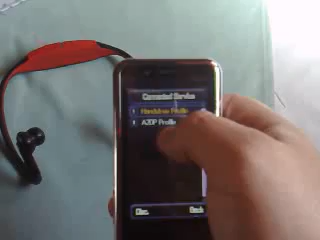 Connected Service
Handsfree Profile
A2DP Profile
Disc.
Back